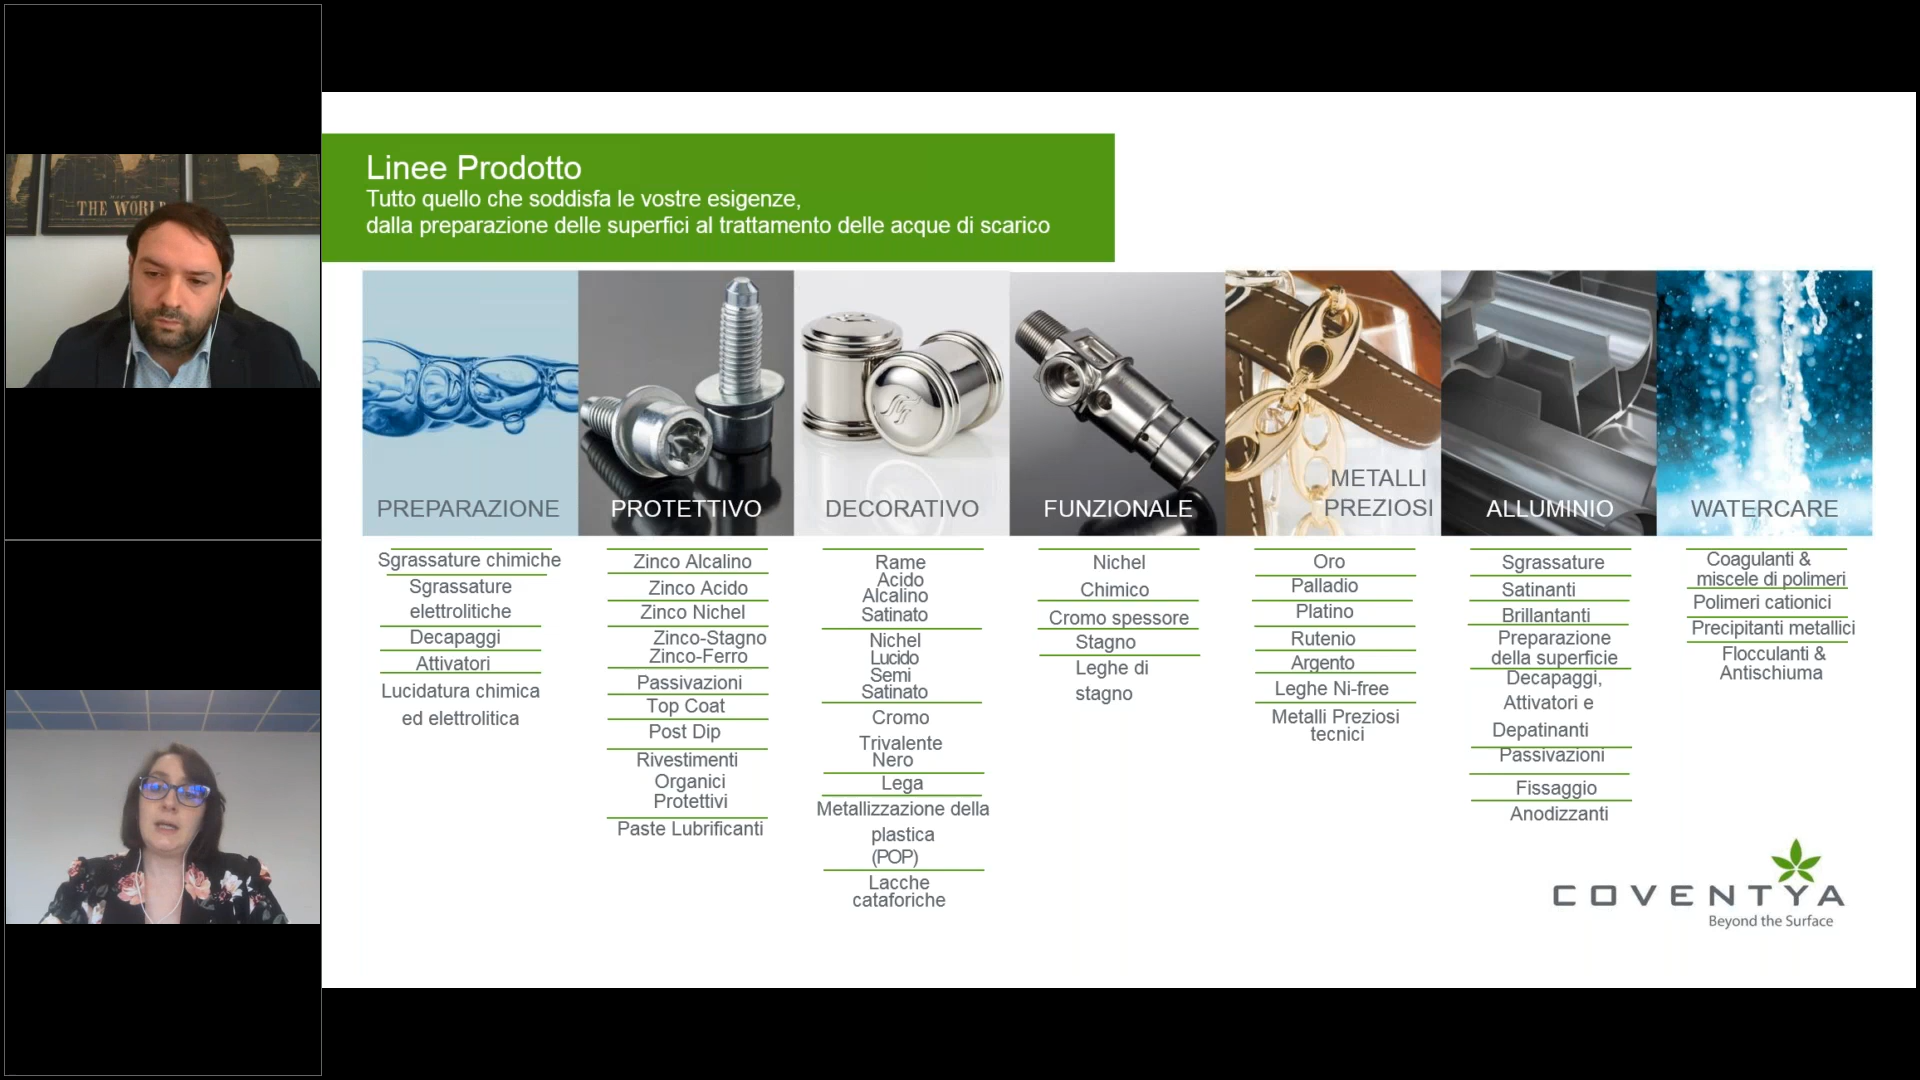 THE WORL
Linee Prodotto
Tutto quello che soddisfa le vostre esigenze,
dalla preparazione delle superfici al trattamento delle acque di scarico
PREPARAZIONE
Sgrassature chimiche
Sgrassature
elettrolitiche
Decapaggi
Attivatori
Lucidatura chimica
ed elettrolitica
PROTETTIVO
Zinco Alcalino
Zinco Acido
Zinco Nichel
Zinco-Stagno
Zinco-Ferro
Passivazioni
Top Coat
Post Dip
Rivestimenti
Organici
Protettivi
Paste Lubrificanti
DECORATIVO
Rame
Acido
Alcalino
Satinato
Nichel
Lucido
Semi
Satinato
Cromo
Trivalente
Nero
Lega
Metallizzazione della
plastica
(POP)
Lacche
cataforiche
FUNZIONALE
Nichel
Chimico
Cromo spessore
Stagno
Leghe di
stagno
METALLI
PREZIOSI
Oro
Palladio
Platino
Rutenio
Argento
Leghe Ni-free
Metalli Preziosi
tecnici
ALLUMINIO
Sgrassature
Satinanti
Brillantanti
Preparazione
della superficie
Decapaggi,
Attivatori e
Depatinanti
Passivazioni
Fissaggio
Anodizzanti
WATERCARE
Coagulanti &
miscele di polimeri
Polimeri cationici
Precipitanti metallici
Flocculanti &
Antischiuma
COVENTYA
Beyond the Surface